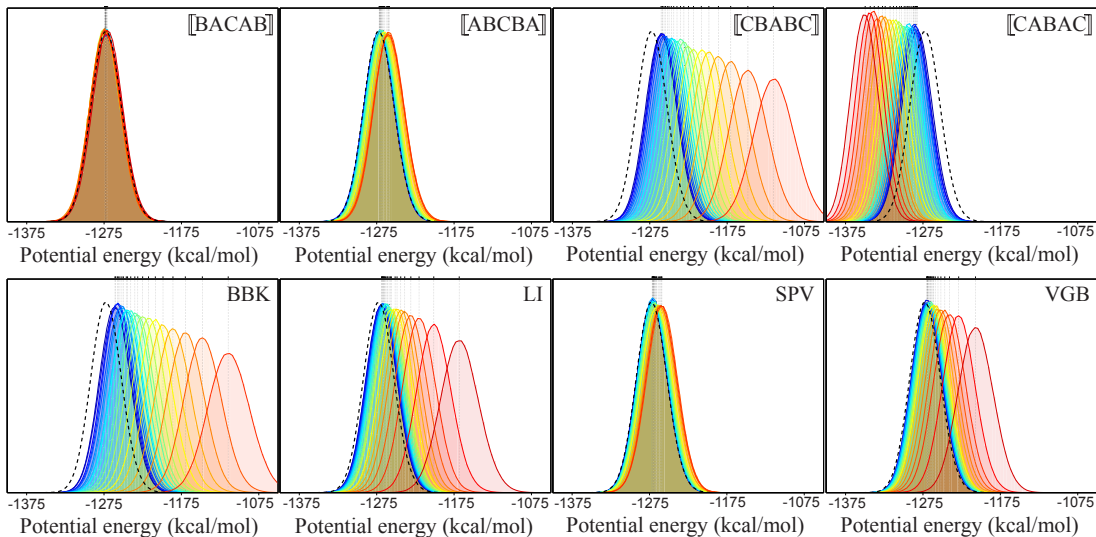 ⟦BACAB⟧ ⟦ABCBA⟧ ⟦CBABC⟧ ⟦CABAC⟧
-1375 -1275 -1175 -1075 -1375 -1275 -1175 -1075 -1375 -1275 -1175 -1075 -1375 -1275 -1175 -1075
Potential energy (kcal/mol) Potential energy (kcal/mol) Potential energy (kcal/mol) Potential energy (kcal/mol)
BBK LI SPV VGB
-1375 -1275 -1175 -1075 -1375 -1275 -1175 -1075 -1375 -1275 -1175 -1075 -1375 -1275 -1175 -1075
Potential energy (kcal/mol) Potential energy (kcal/mol) Potential energy (kcal/mol) Potential energy (kcal/mol)